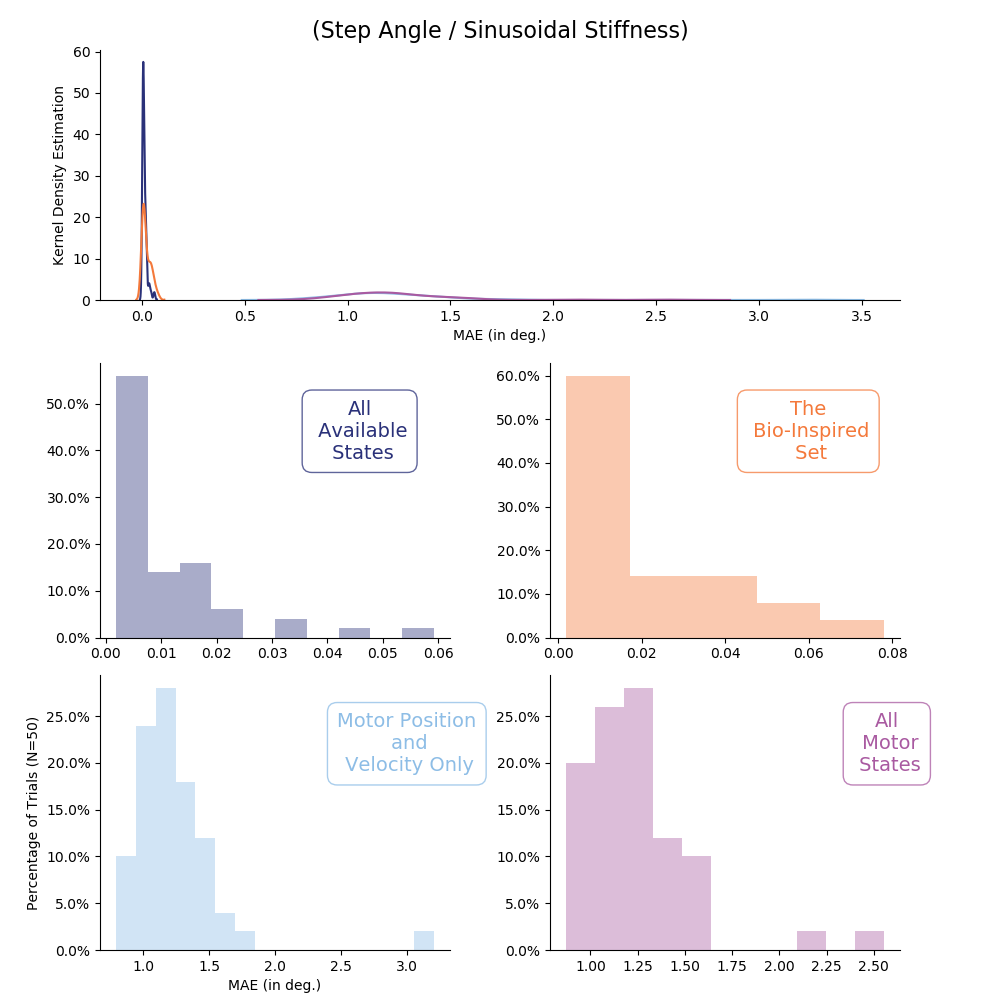 (Step Angle / Sinusoidal Stiffness)
Kernel Density Estimation
60
50
40
30
20
10
0
0.0 0.5 1.0 1.5 2.0 2.5 3.0 3.5
MAE (in deg.)
50.0%
40.0%
30.0%
20.0%
10.0%
0.0%
0.00 0.01 0.02 0.03 0.04 0.05 0.06
All
Available
States
60.0%
50.0%
40.0%
30.0%
20.0%
10.0%
0.0%
0.00 0.02 0.04 0.06 0.08
The
Bio-Inspired
Set
Percentage of Trials (N=50)
25.0%
20.0%
15.0%
10.0%
5.0%
0.0%
1.0 1.5 2.0 2.5 3.0
MAE (in deg.)
Motor Position
and
Velocity Only
25.0%
20.0%
15.0%
10.0%
5.0%
0.0%
1.00 1.25 1.50 1.75 2.00 2.25 2.50
All
Motor
States